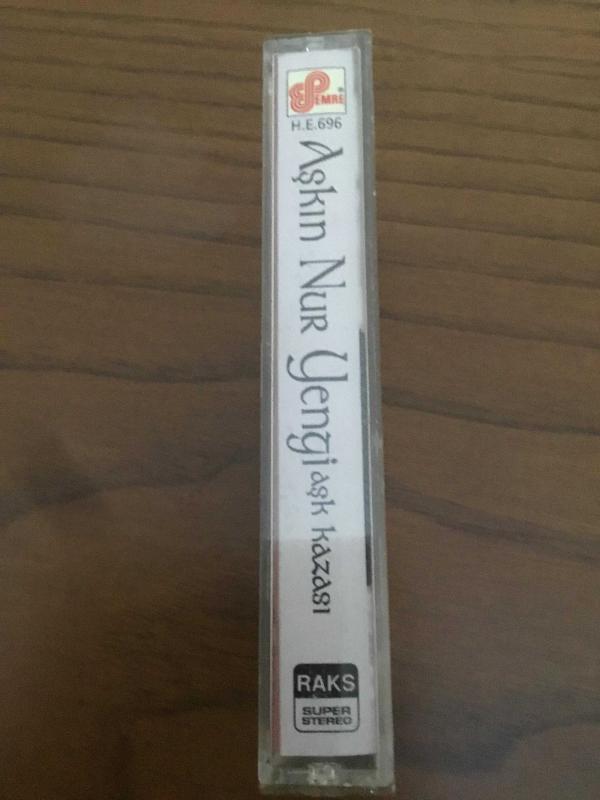 EMRE
H.E.696
Aşkın Nur Yengi aşk kazası
RAKS
SUPER
STEREO